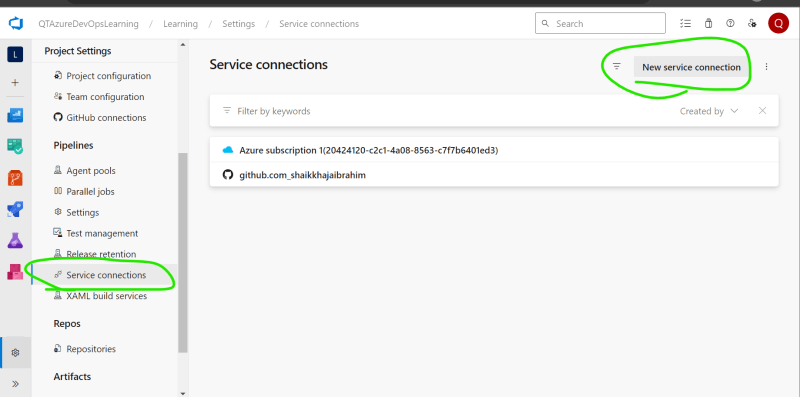 QTAzureDevOpsLearning / Learning / Settings / Service connections
Search
Q
L
Project Settings
Project configuration
Team configuration
GitHub connections
Pipelines
Agent pools
Parallel jobs
Settings
Test management
Release retention
Service connections
XAML build services
Repos
Repositories
Artifacts
Service connections
New service connection
Filter by keywords
Created by
Azure subscription 1(20424120-c2c1-4a08-8563-c7f7b6401ed3)
github.com_shaikkhajaibrahim